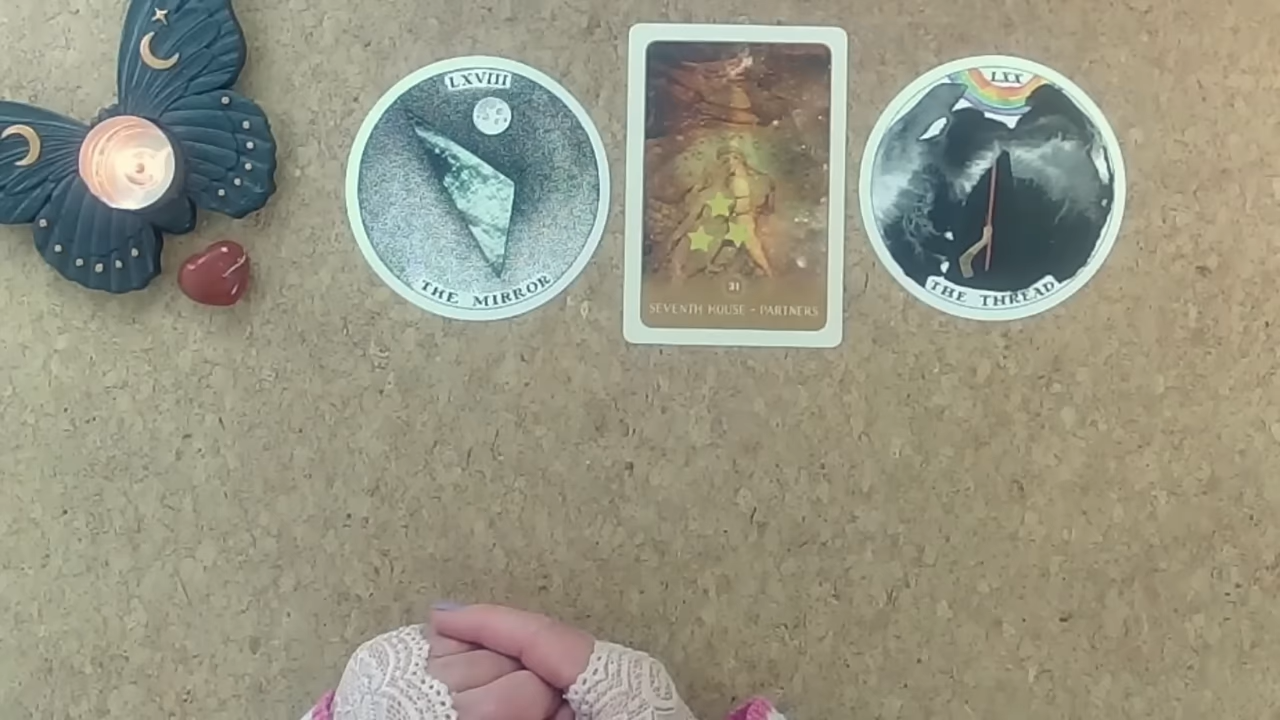 LXVIII
THE MIRROR
31
SEVENTH HOUSE - PARTNERS
LXX
THE THREAD